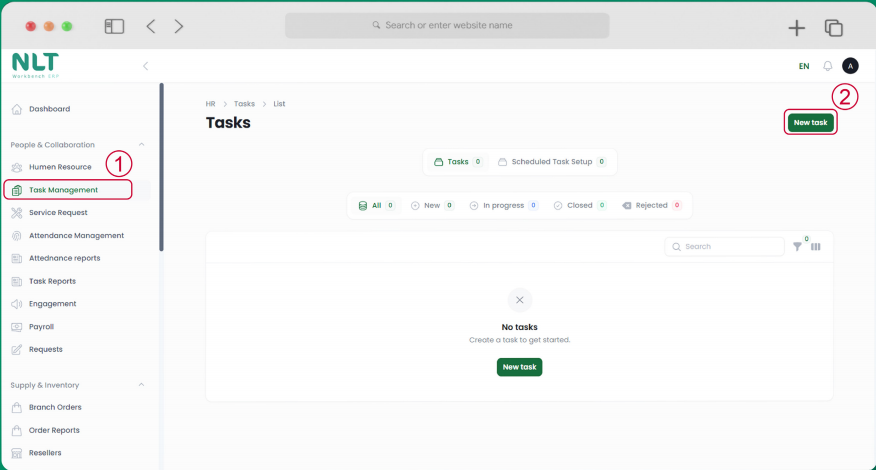 Search or enter website name
NLT
Workbench ERP
EN
A
Dashboard
People & Collaboration
Humen Resource
1
Task Management
Service Request
Attendance Management
Attednance reports
Task Reports
Engagement
Payroll
Requests
Supply & Inventory
Branch Orders
Order Reports
Resellers
HR > Tasks > List
Tasks
2
New task
Tasks 0 Scheduled Task Setup 0
All 0 New 0 In progress 0 Closed 0 Rejected 0
Search
0
No tasks
Create a task to get started.
New task